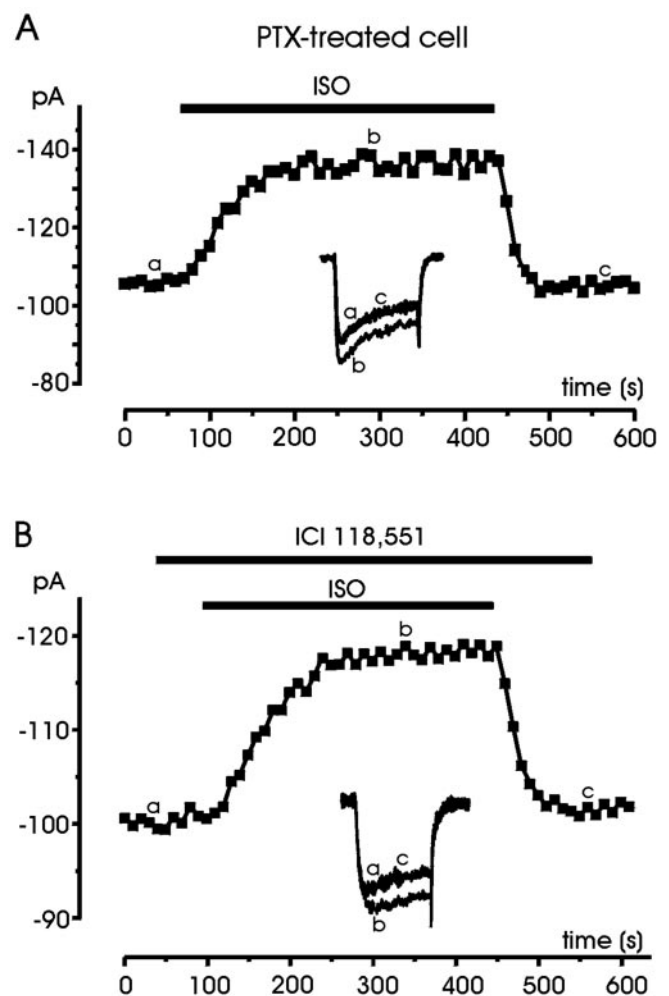 A
PTX-treated cell
pA
ISO
-140
-120
-100
-80
a
b
c
a
c
b
time (s)
0 100 200 300 400 500 600
B
ICI 118,551
pA
ISO
-120
-110
-100
-90
a
b
c
a
c
b
time (s)
0 100 200 300 400 500 600